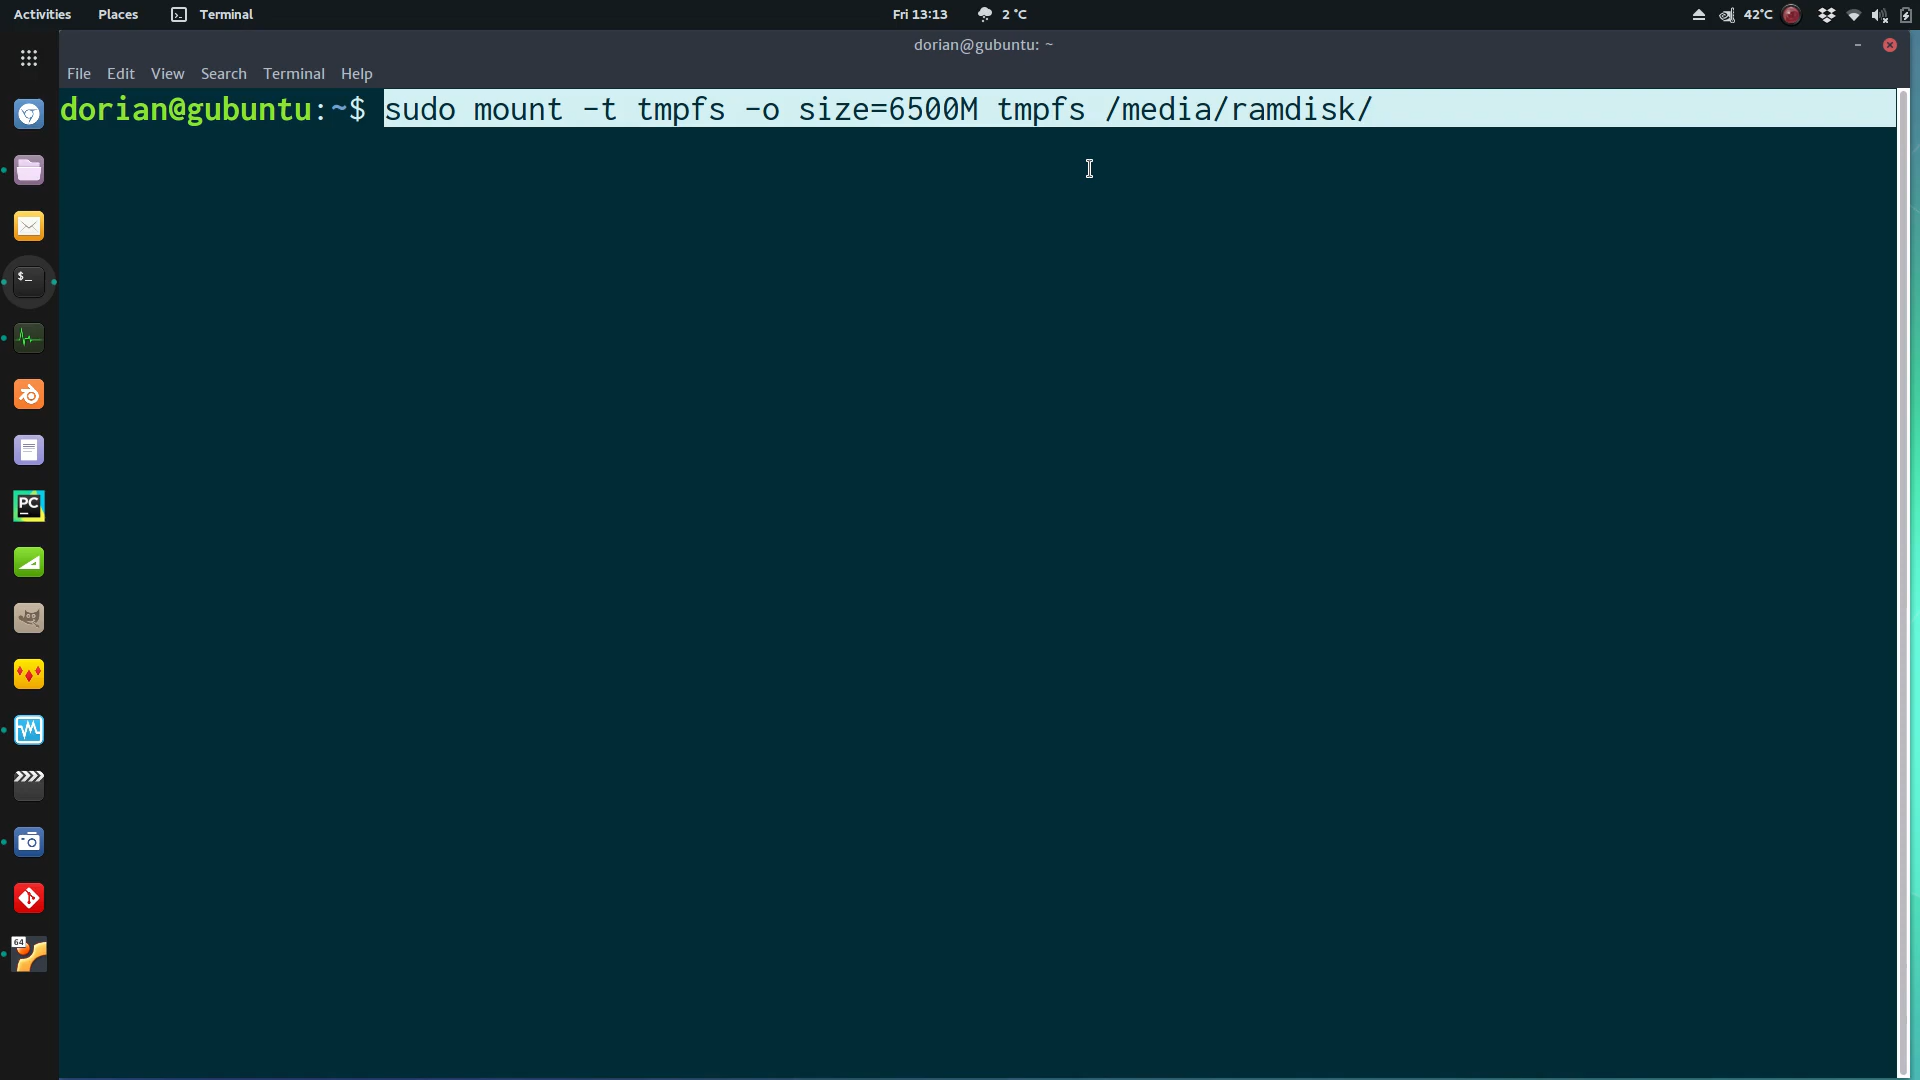 Activities Places Terminal Fri 13:13 2 °C 42°C
dorian@gubuntu: ~
File Edit View Search Terminal Help
dorian@gubuntu:~$ sudo mount -t tmpfs -o size=6500M tmpfs /media/ramdisk/
$_
PC
64